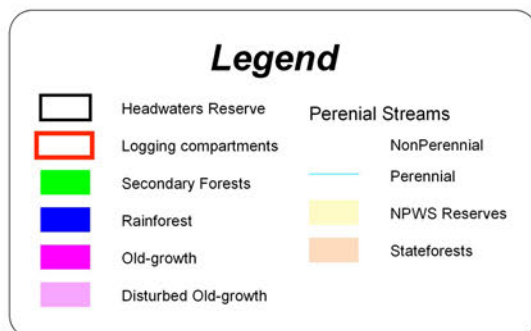 Legend
Headwaters Reserve
Logging compartments
Secondary Forests
Rainforest
Old-growth
Disturbed Old-growth
Perenial Streams
NonPerennial
Perennial
NPWS Reserves
Stateforests